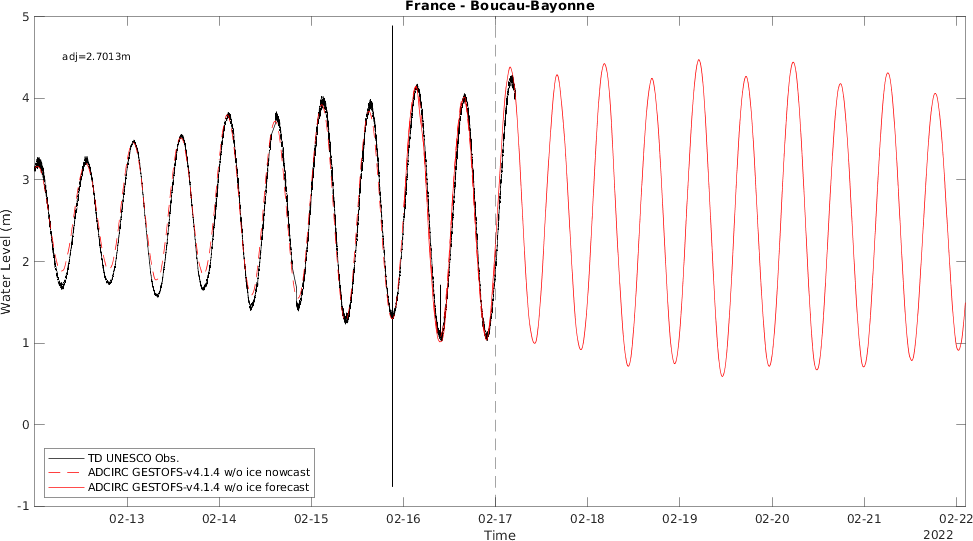 France - Boucau-Bayonne
adj=2.7013m
5
4
3
2
1
0
-1
Water Level (m)
TD UNESCO Obs.
ADCIRC GESTOFS-v4.1.4 w/o ice nowcast
ADCIRC GESTOFS-v4.1.4 w/o ice forecast
02-13 02-14 02-15 02-16 02-17 02-18 02-19 02-20 02-21 02-22
Time
2022